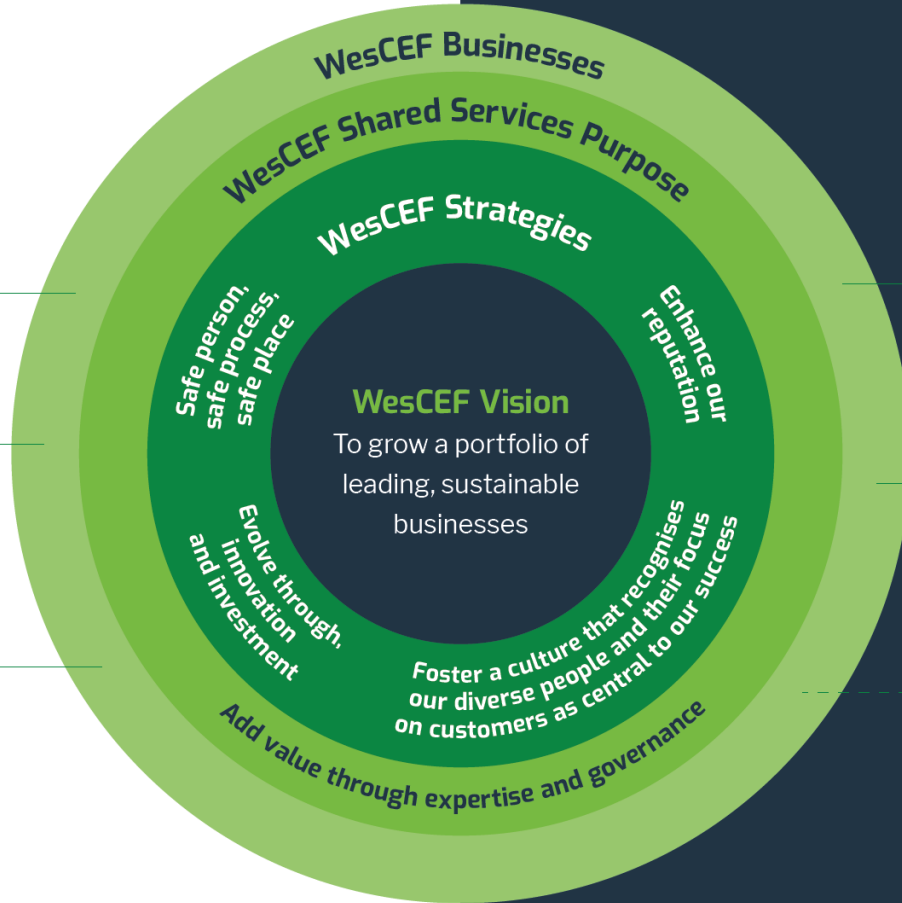 WesCEF Businesses
WesCEF Shared Services Purpose
WesCEF Strategies
Safe person,
safe process,
safe place
Enhance our
reputation
WesCEF Vision
To grow a portfolio of
leading, sustainable
businesses
Evolve through,
innovation
and investment
Foster a culture that recognises
our diverse people and their focus
on customers as central to our success
Add value through expertise and governance